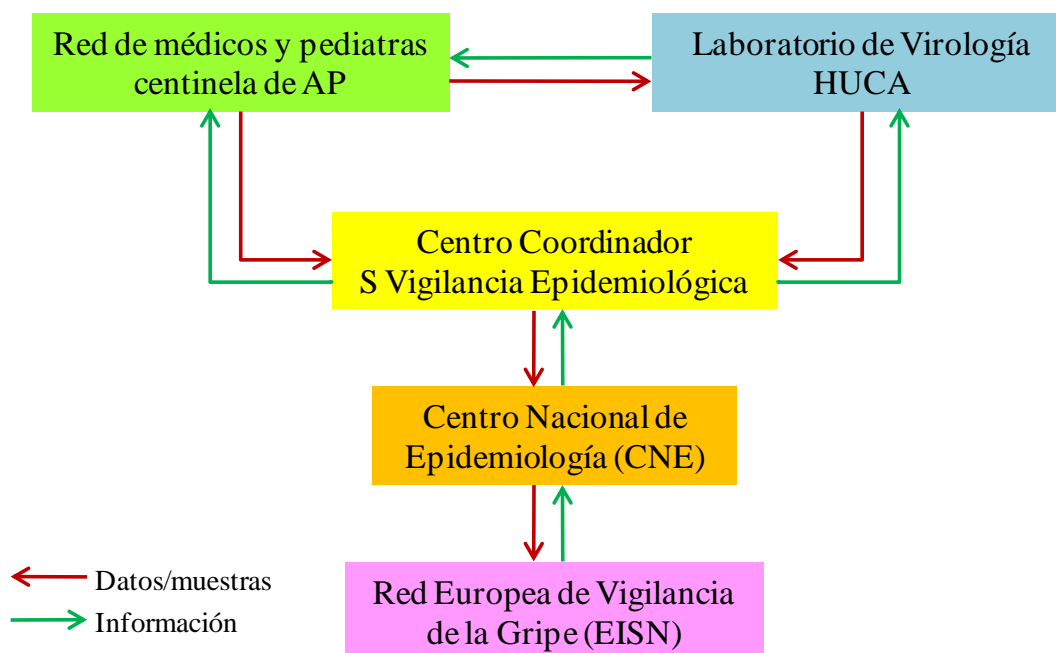 Red de médicos y pediatras
centinela de AP
Laboratorio de Virología
HUCA
Centro Coordinador
S Vigilancia Epidemiológica
Centro Nacional de
Epidemiología (CNE)
Red Europea de Vigilancia
de la Gripe (EISN)
Datos/muestras
Información